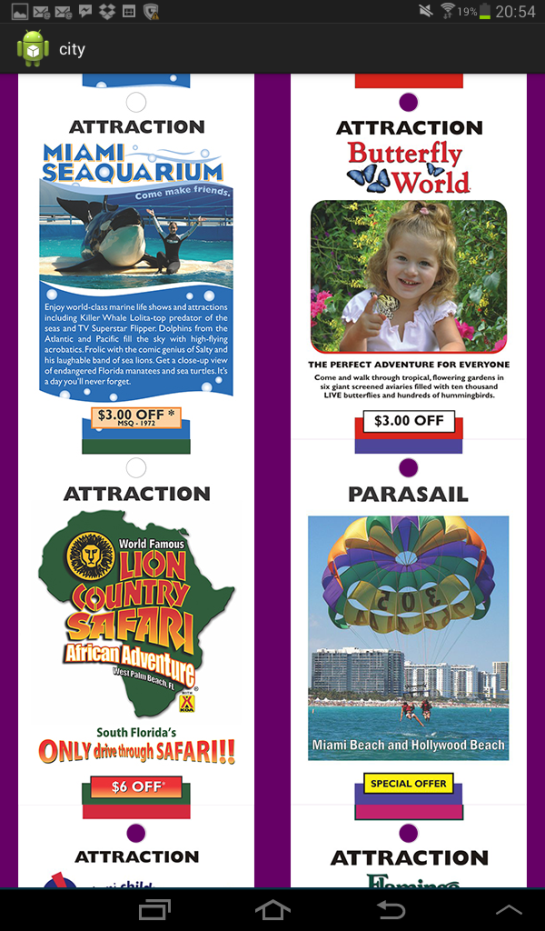 19% 20:54
city
ATTRACTION
MIAMI
SEAQUARIUM
Come make friends.
Enjoy world-class marine life shows and attractions
including Killer Whale Lolita-top predator of the
seas and TV Superstar Flipper. Dolphins from the
Atlantic and Pacific fill the sky with high-flying
acrobatics. Frolic with the comic genius of Salty and
his laughable band of sea lions. Get a close-up view
of endangered Florida manatees and sea turtles. It's
a day you'll never forget.
$3.00 OFF *
MSQ - 1972
ATTRACTION
World Famous
LION
COUNTRY
SAFARI
African Adventure
West Palm Beach, FL
WITH
KOA
South Florida's
ONLY drive through SAFARI!!
$6 OFF*
ATTRACTION
child
ATTRACTION
Butterfly
World
THE PERFECT ADVENTURE FOR EVERYONE
Come and walk through tropical, flowering gardens in
six giant screened aviaries filled with ten thousand
LIVE butterflies and hundreds of hummingbirds.
$3.00 OFF
PARASAIL
305
Miami Beach and Hollywood Beach
SPECIAL OFFER
ATTRACTION
Flamingo